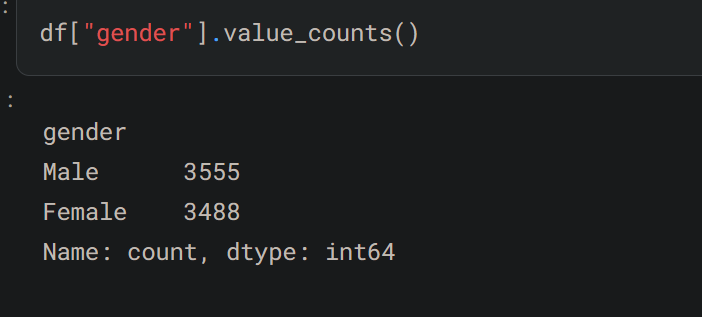 :
df["gender"].value_counts()
:
gender
Male      3555
Female    3488
Name: count, dtype: int64